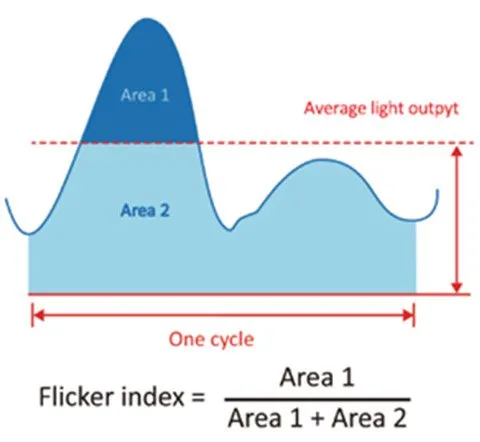 Area 1
Average light outpyt
Area 2
One cycle
Flicker index = Area 1
Area 1 + Area 2